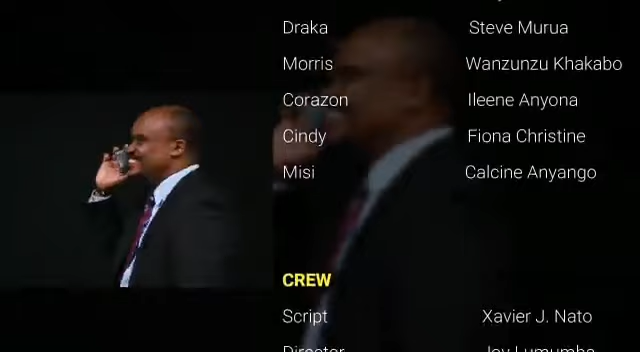 Draka Steve Murua
Morris Wanzunzu Khakabo
Corazon Ileene Anyona
Cindy Fiona Christine
Misi Calcine Anyango
CREW
Script Xavier J. Nato
Director